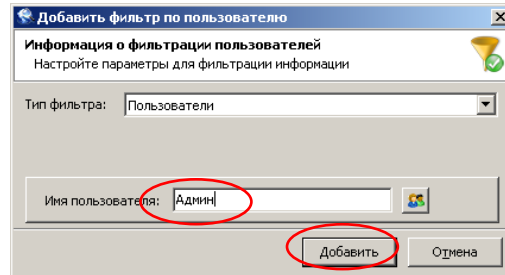 Добавить фильтр по пользователю
Информация о фильтрации пользователей
Настройте параметры для фильтрации информации
Тип фильтра: Пользователи
Имя пользователя: Админ
Добавить Отмена